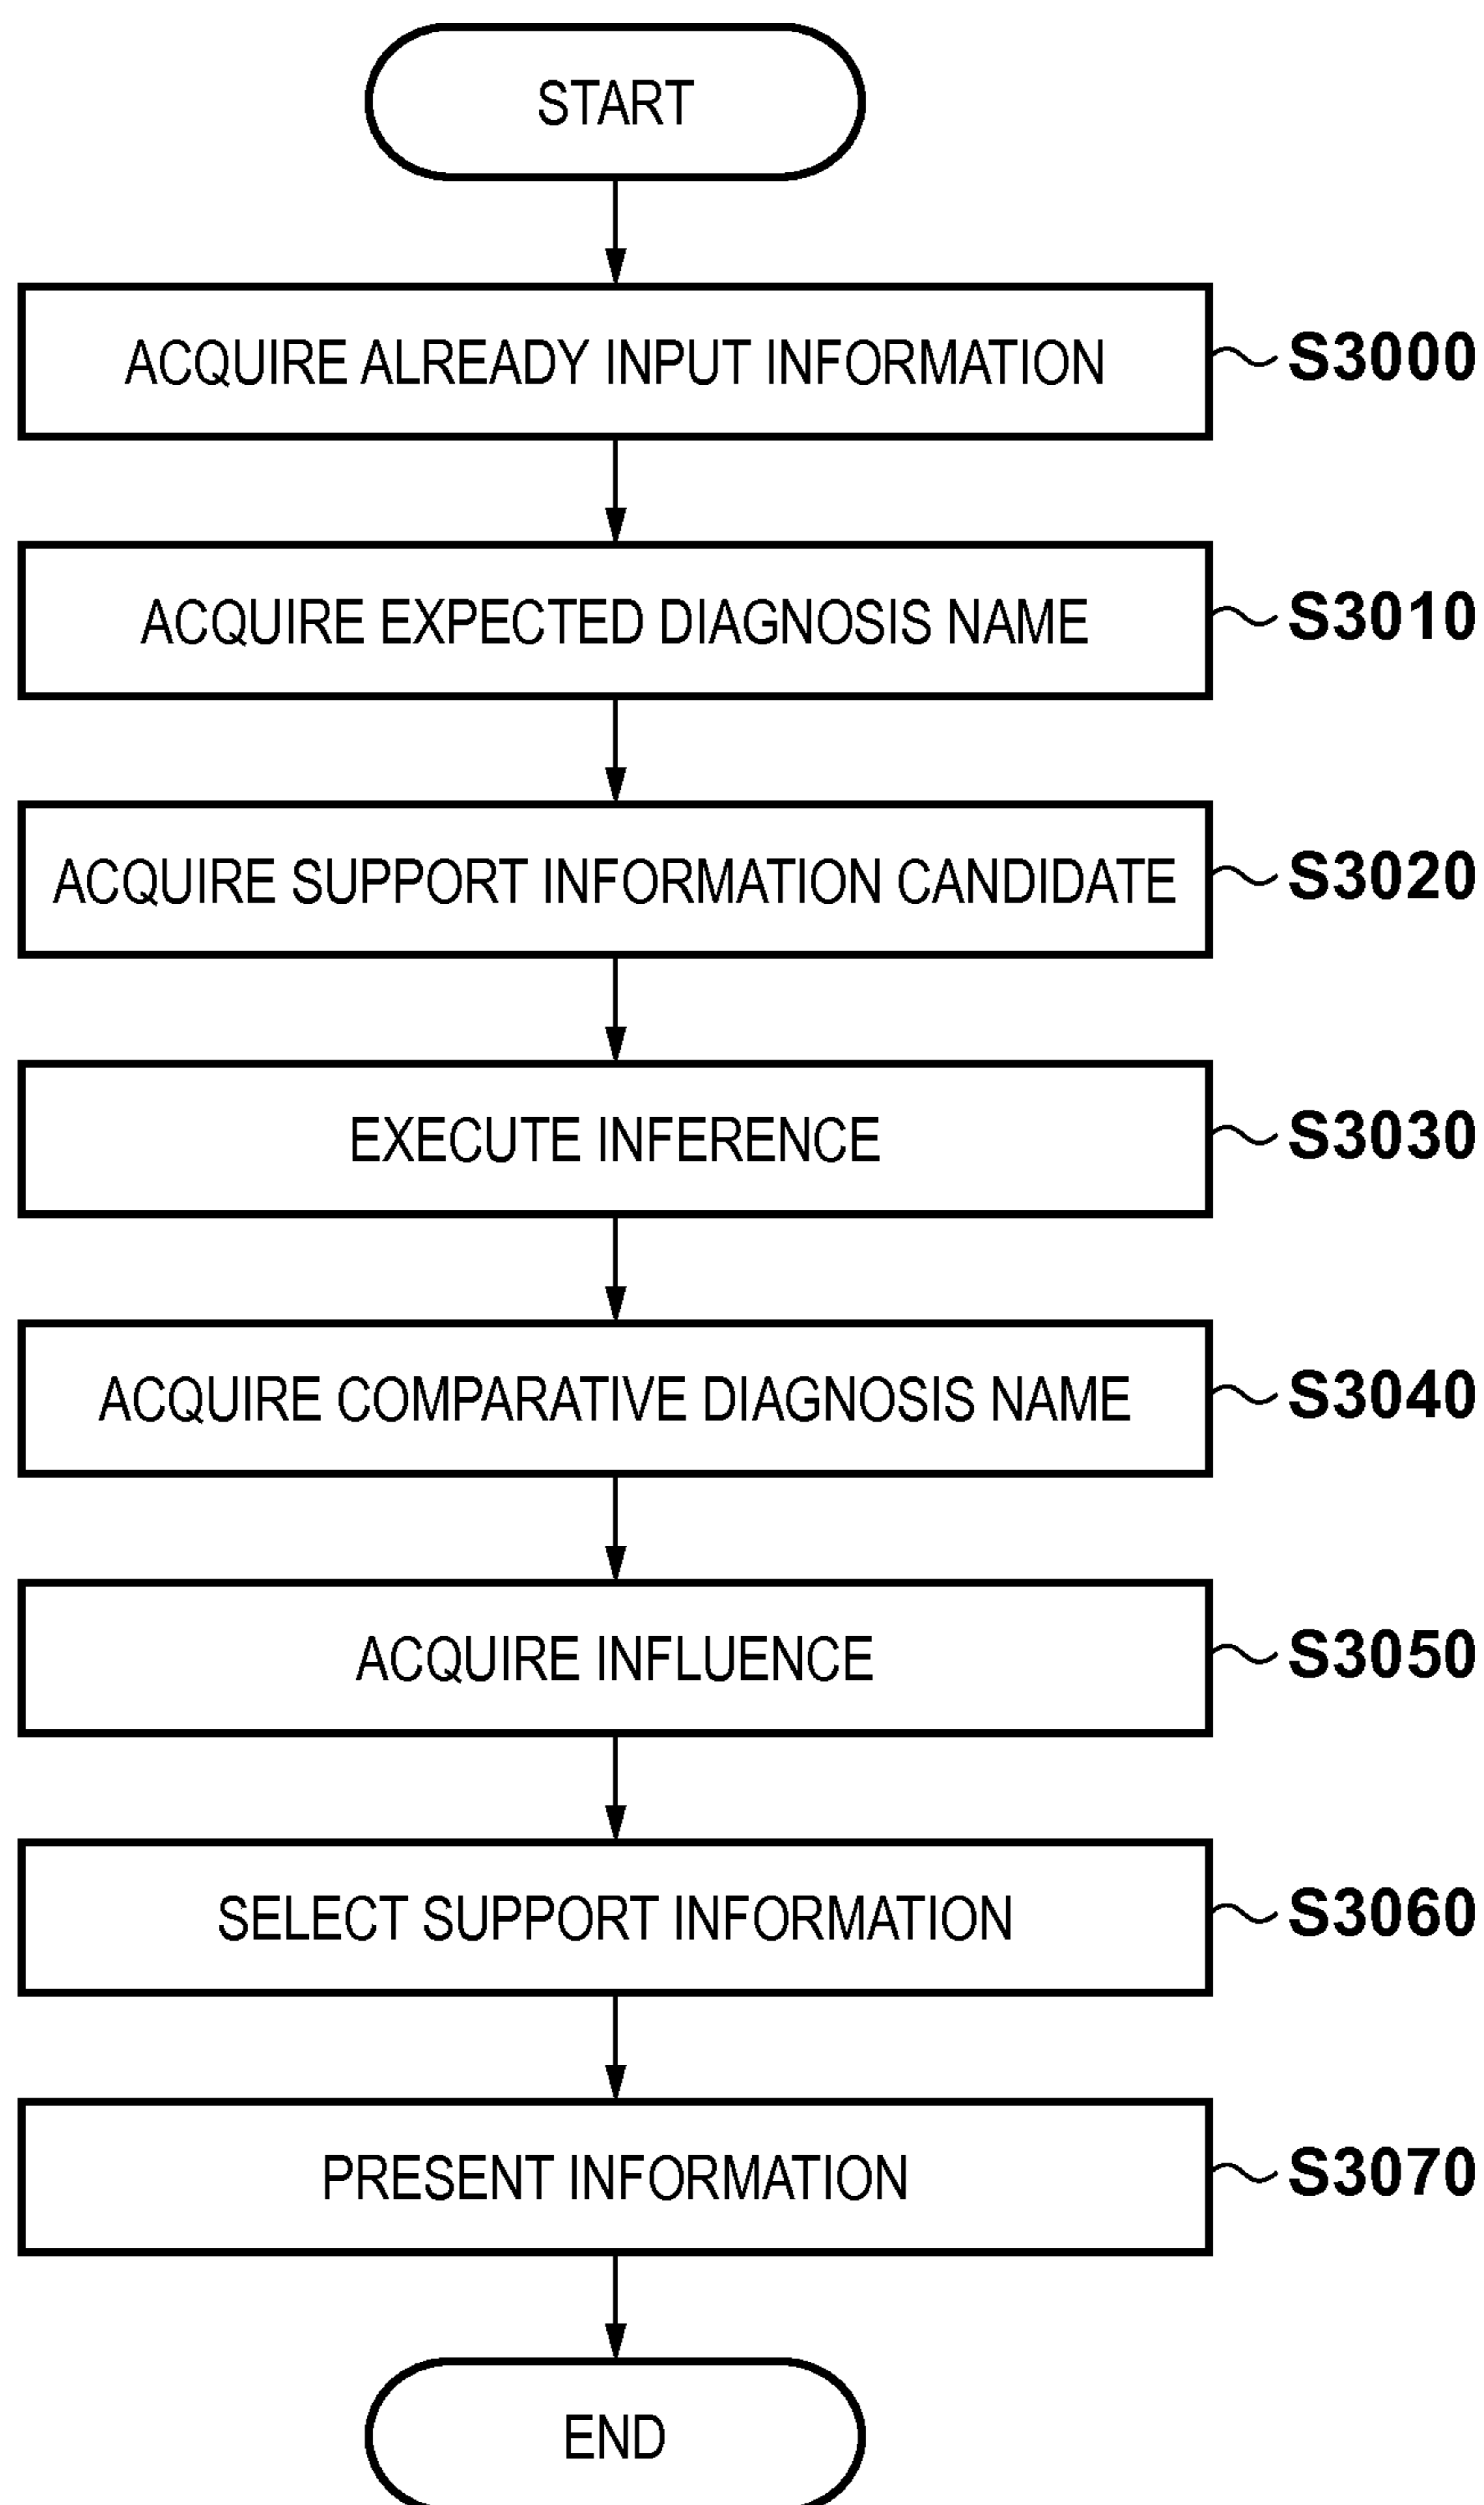 START
ACQUIRE ALREADY INPUT INFORMATION S3000
ACQUIRE EXPECTED DIAGNOSIS NAME S3010
ACQUIRE SUPPORT INFORMATION CANDIDATE S3020
EXECUTE INFERENCE S3030
ACQUIRE COMPARATIVE DIAGNOSIS NAME S3040
ACQUIRE INFLUENCE S3050
SELECT SUPPORT INFORMATION S3060
PRESENT INFORMATION S3070
END